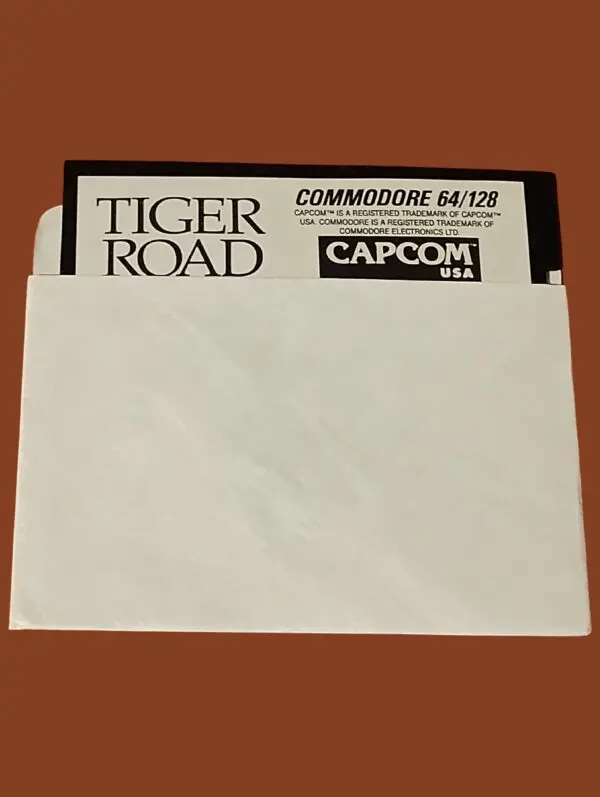 TIGER
ROAD
COMMODORE 64/128
CAPCOM™ IS A REGISTERED TRADEMARK OF CAPCOM™
USA. COMMODORE IS A REGISTERED TRADEMARK OF
COMMODORE ELECTRONICS LTD.
CAPCOM™
USA